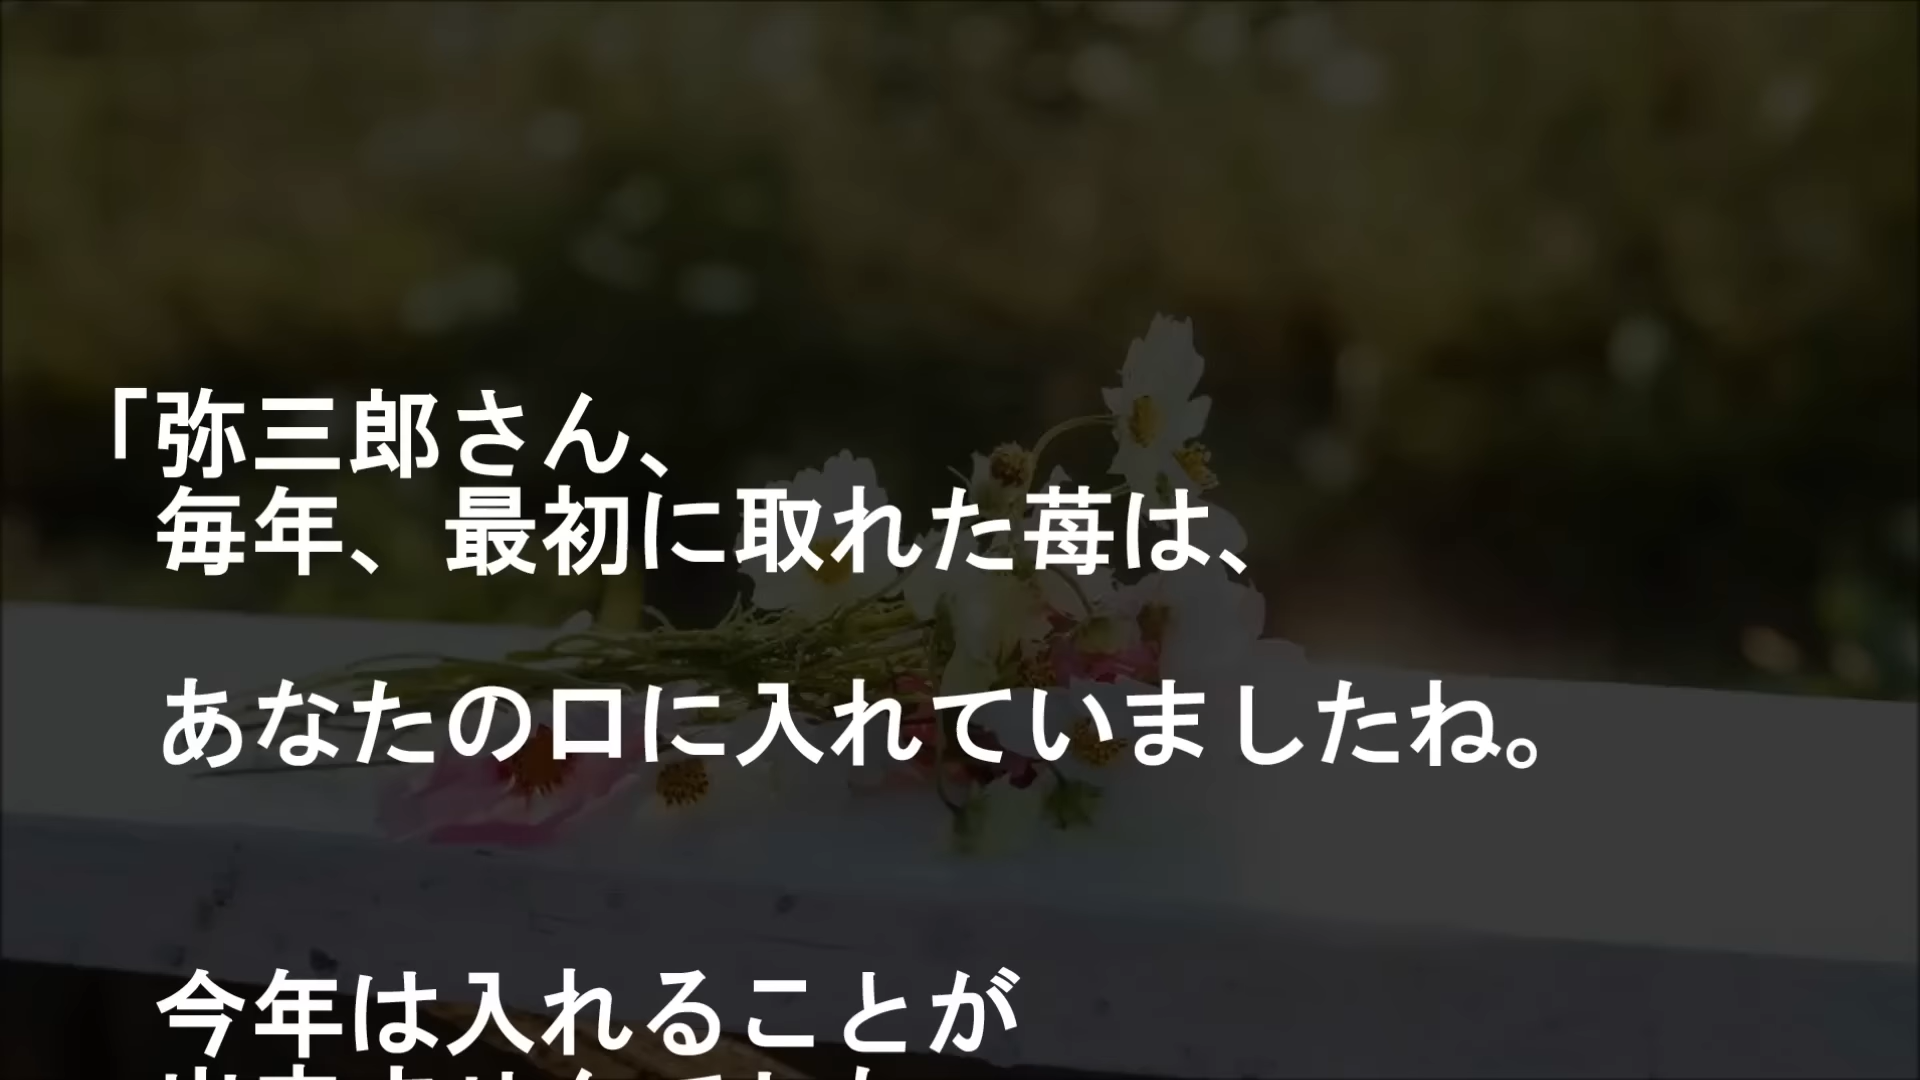 「弥三郎さん、
毎年、最初に取れた苺は、
あなたの口に入れていましたね。
今年は入れることが